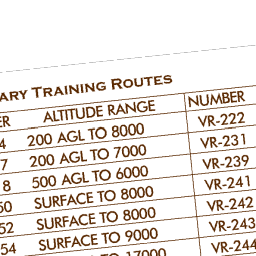 ARY TRAINING ROUTES
ER ALTITUDE RANGE NUMBER
4 200 AGL TO 8000 VR-222
7 200 AGL TO 7000 VR-231
8 500 AGL TO 6000 VR-239
50 SURFACE TO 8000 VR-241
52 SURFACE TO 8000 VR-242
54 SURFACE TO 9000 VR-243
TO 17000 VR-244